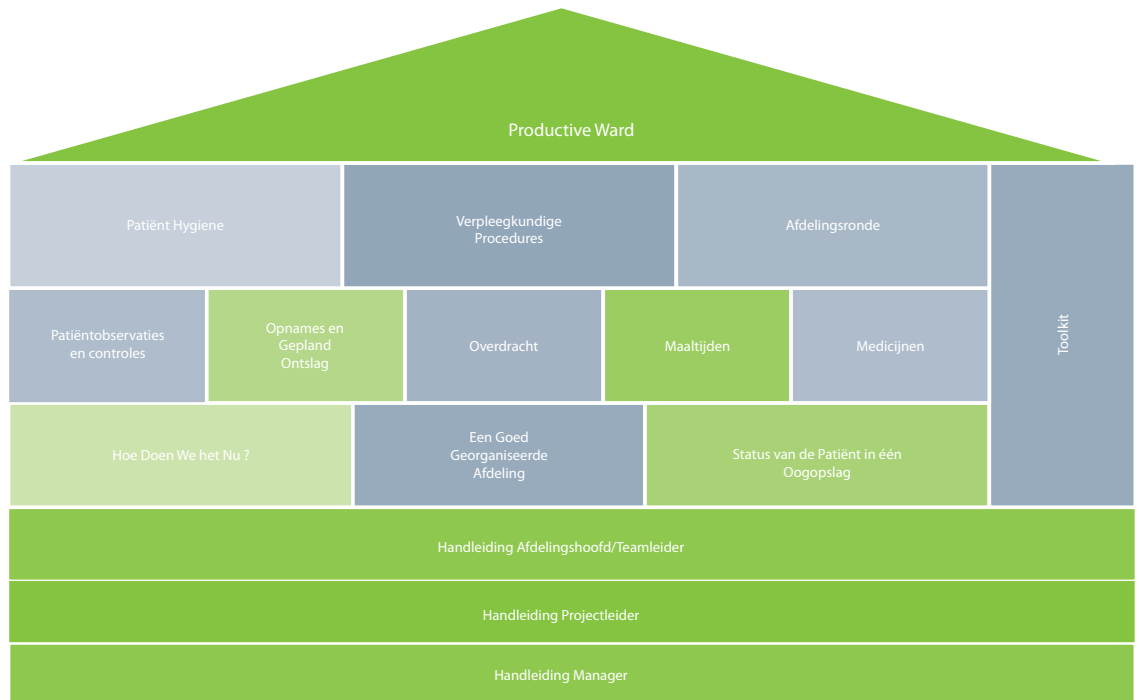 Productive Ward
Patiënt Hygiene
Verpleegkundige
Procedures
Afdelingsronde
Toolkit
Patiëntobservaties
en controles
Opnames en
Gepland
Ontslag
Overdracht
Maaltijden
Medicijnen
Hoe Doen We het Nu ?
Een Goed
Georganiseerde
Afdeling
Status van de Patiënt in één
Oogopslag
Handleiding Afdelingshoofd/Teamleider
Handleiding Projectleider
Handleiding Manager